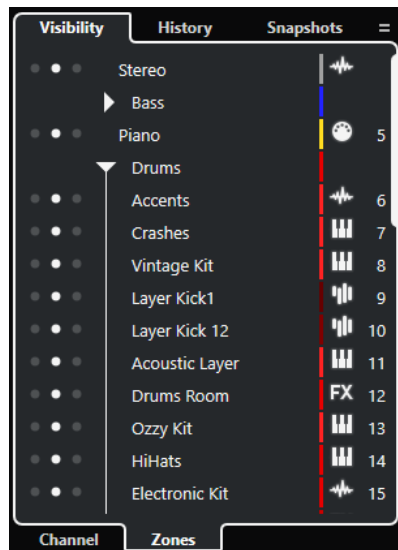 Visibility History Snapshots
Stereo
Bass
Piano 5
Drums
Accents 6
Crashes 7
Vintage Kit 8
Layer Kick1 9
Layer Kick 12 10
Acoustic Layer 11
Drums Room FX 12
Ozzy Kit 13
HiHats 14
Electronic Kit 15
Channel Zones